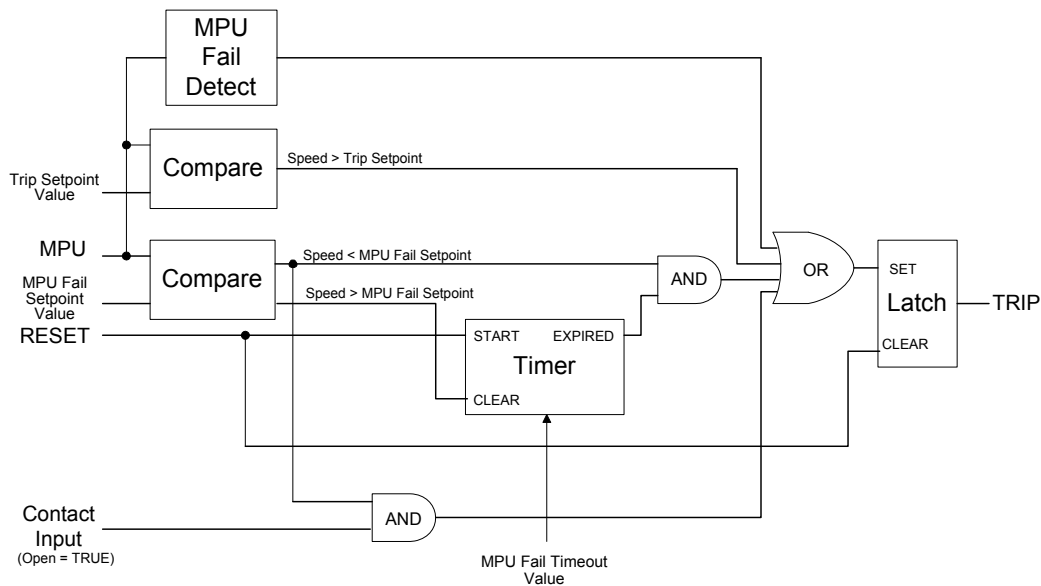 MPU
Fail
Detect
Compare
Speed > Trip Setpoint
Trip Setpoint
Value
MPU
Compare
Speed < MPU Fail Setpoint
Speed > MPU Fail Setpoint
MPU Fail
Setpoint
Value
RESET
START
EXPIRED
Timer
CLEAR
AND
OR
SET
Latch
CLEAR
TRIP
Contact
Input
(Open = TRUE)
AND
MPU Fail Timeout
Value